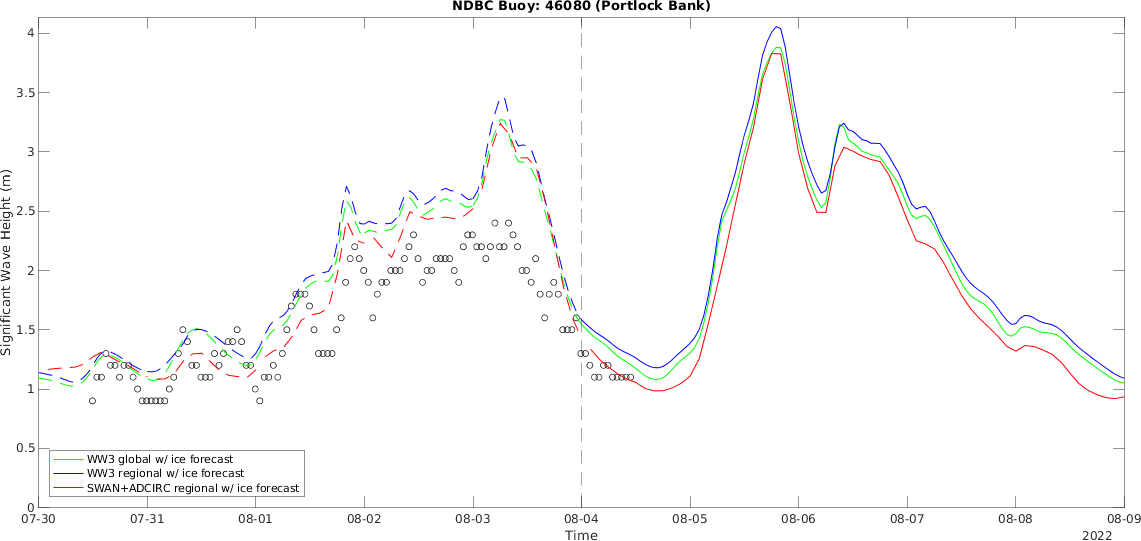 NDBC Buoy: 46080 (Portlock Bank)
Significant Wave Height (m)
4
3.5
3
2.5
2
1.5
1
0.5
0
WW3 global w/ ice forecast
WW3 regional w/ ice forecast
SWAN+ADCIRC regional w/ ice forecast
07-30 07-31 08-01 08-02 08-03 08-04 08-05 08-06 08-07 08-08 08-09
Time
2022